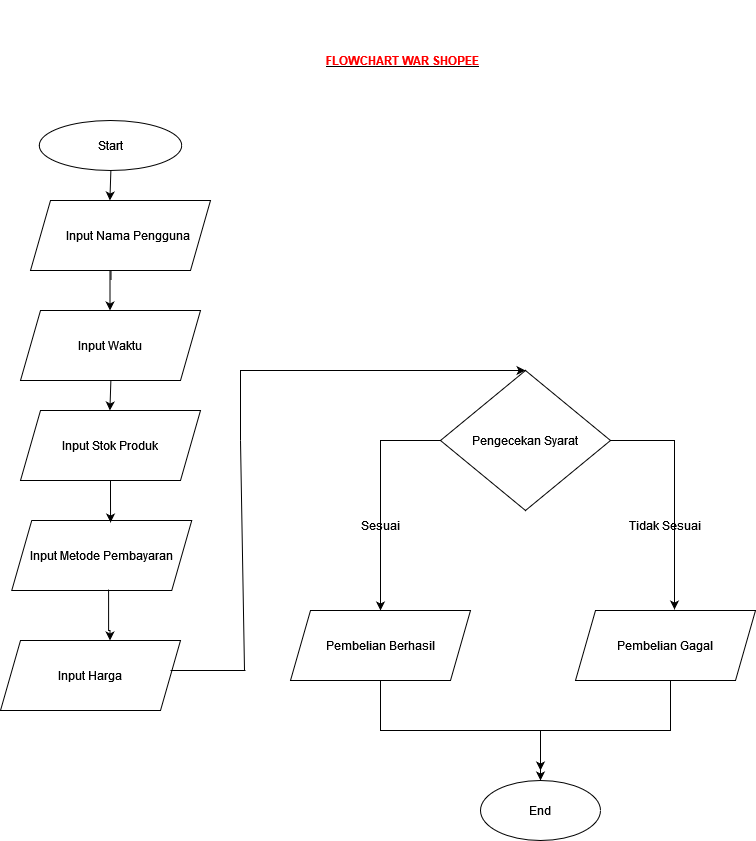 FLOWCHART WAR SHOPEE
Start
Input Nama Pengguna
Input Waktu
Input Stok Produk
Input Metode Pembayaran
Input Harga
Pengecekan Syarat
Sesuai
Tidak Sesuai
Pembelian Berhasil
Pembelian Gagal
End